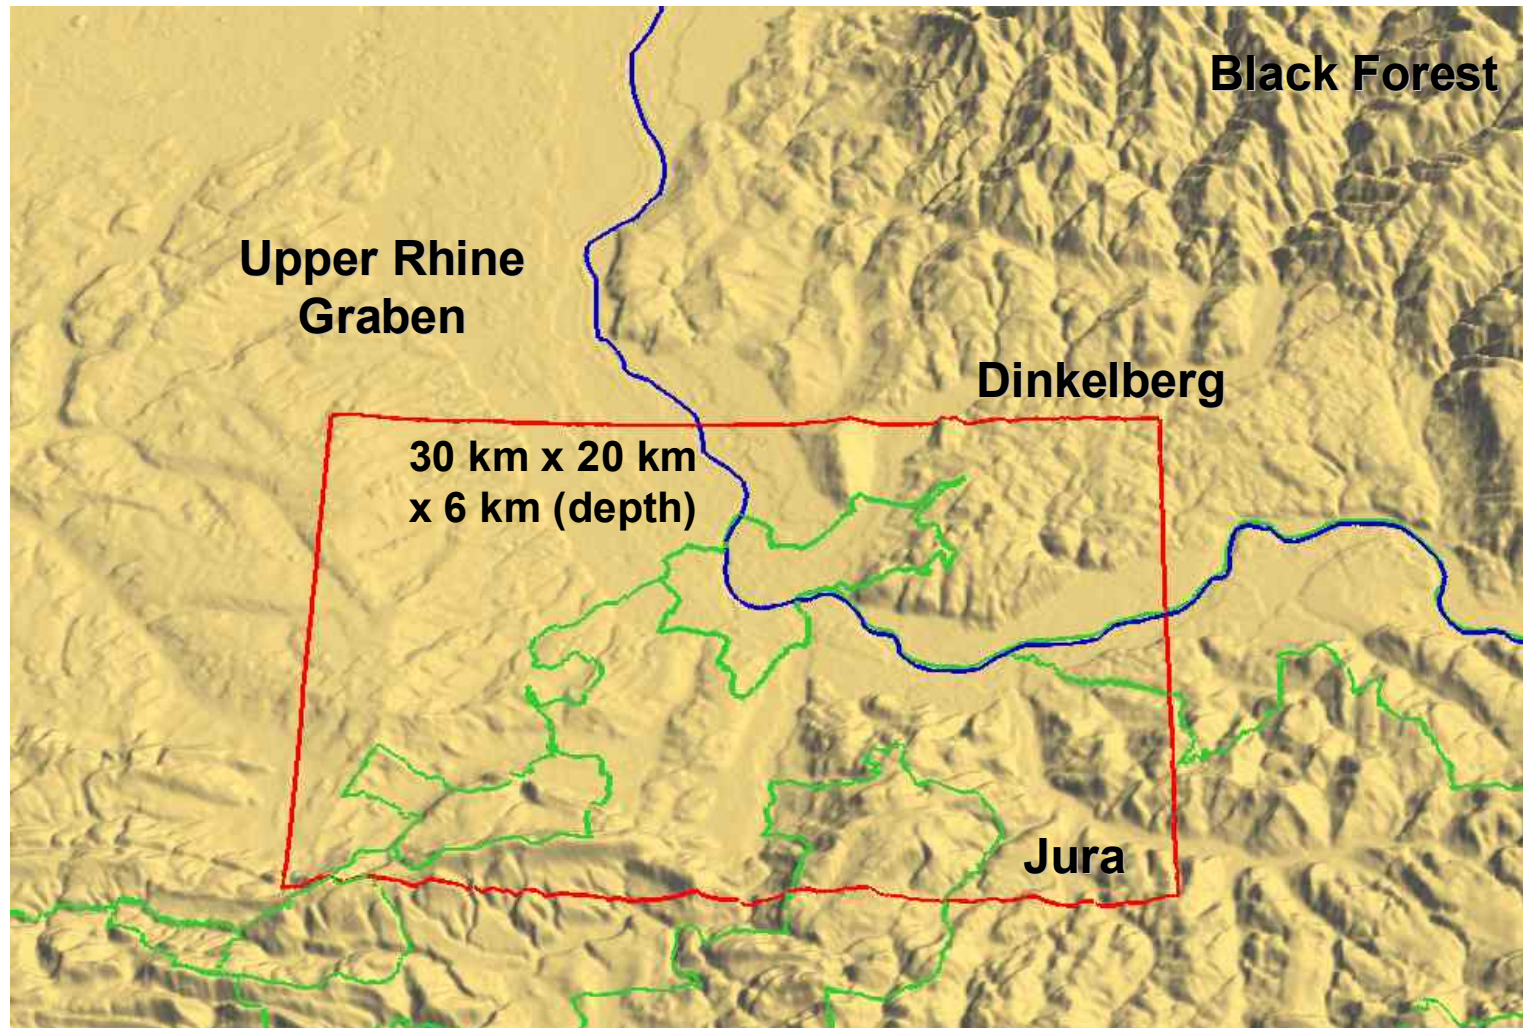 Black Forest
Upper Rhine
Graben
Dinkelberg
30 km x 20 km
x 6 km (depth)
Jura